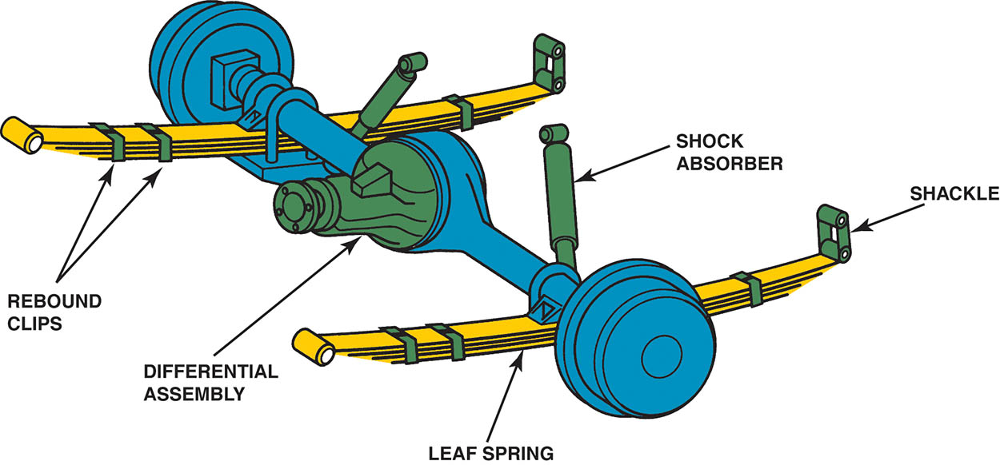 SHOCK
ABSORBER
SHACKLE
REBOUND
CLIPS
DIFFERENTIAL
ASSEMBLY
LEAF SPRING